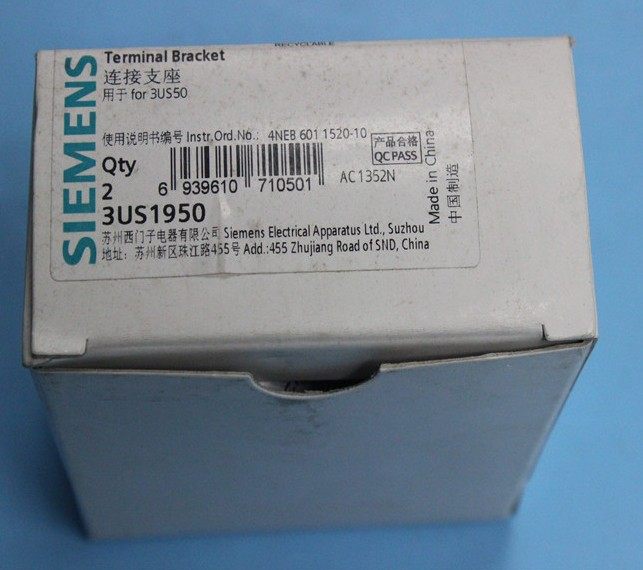 RECYCLABLE
SIEMENS
Terminal Bracket
连接支座
用于 for 3US50
使用说明书编号 Instr.Ord.No.: 4NEB 601 1520-10
产品合格
QC PASS
Qty
2
6 939610 710501
AC1352N
Made in China
中国制造
3US1950
苏州西门子电器有限公司 Siemens Electrical Apparatus Ltd., Suzhou
地址: 苏州新区珠江路455号 Add.:455 Zhujiang Road of SND, China